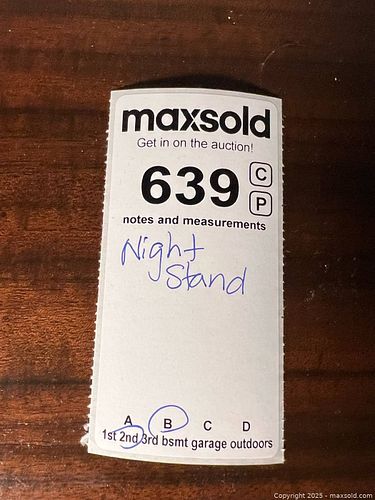 maxsold
Get in on the auction!
639 C
P
notes and measurements
Night
Stand
A B C D
1st 2nd 3rd bsmt garage outdoors
Copyright 2025 - maxsold.com